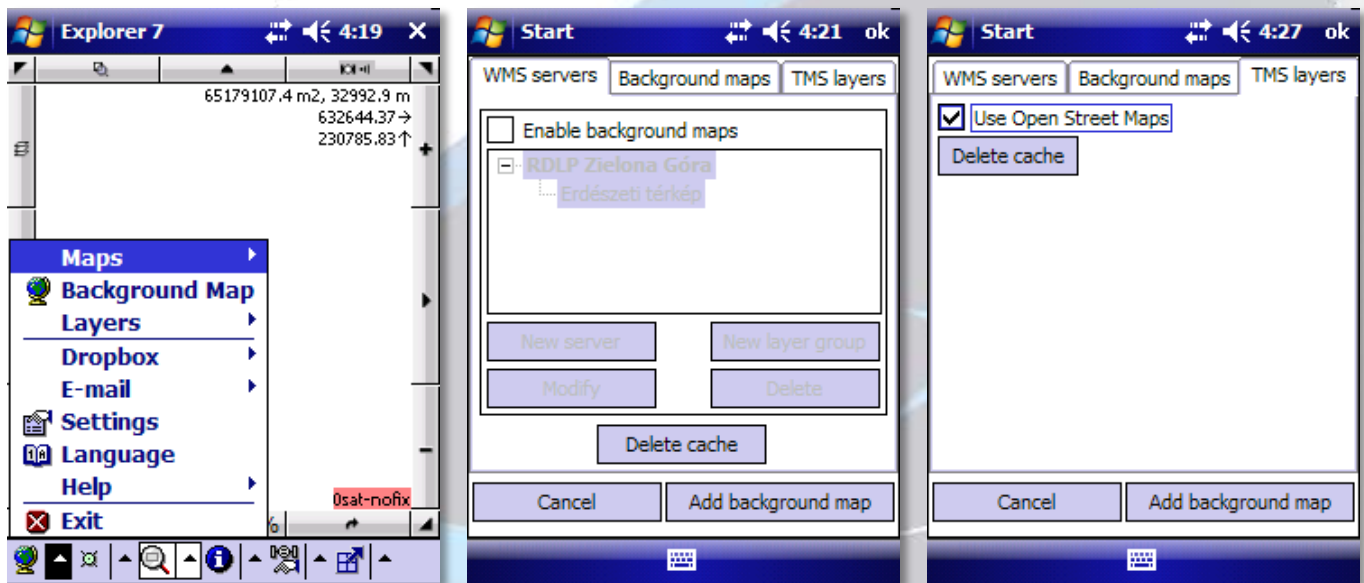 Explorer 7 4:19
65179107.4 m2, 32992.9 m
632644.37→
230785.83↑
+
Maps
Background Map
Layers
Dropbox
E-mail
Settings
Language
Help
Exit
-
0sat-nofix
Start 4:21 ok
WMS servers Background maps TMS layers
Enable background maps
RDLP Zielona Góra
Erdészeti térkép
New server New layer group
Modify Delete
Delete cache
Cancel Add background map
Start 4:27 ok
WMS servers Background maps TMS layers
Use Open Street Maps
Delete cache
Cancel Add background map